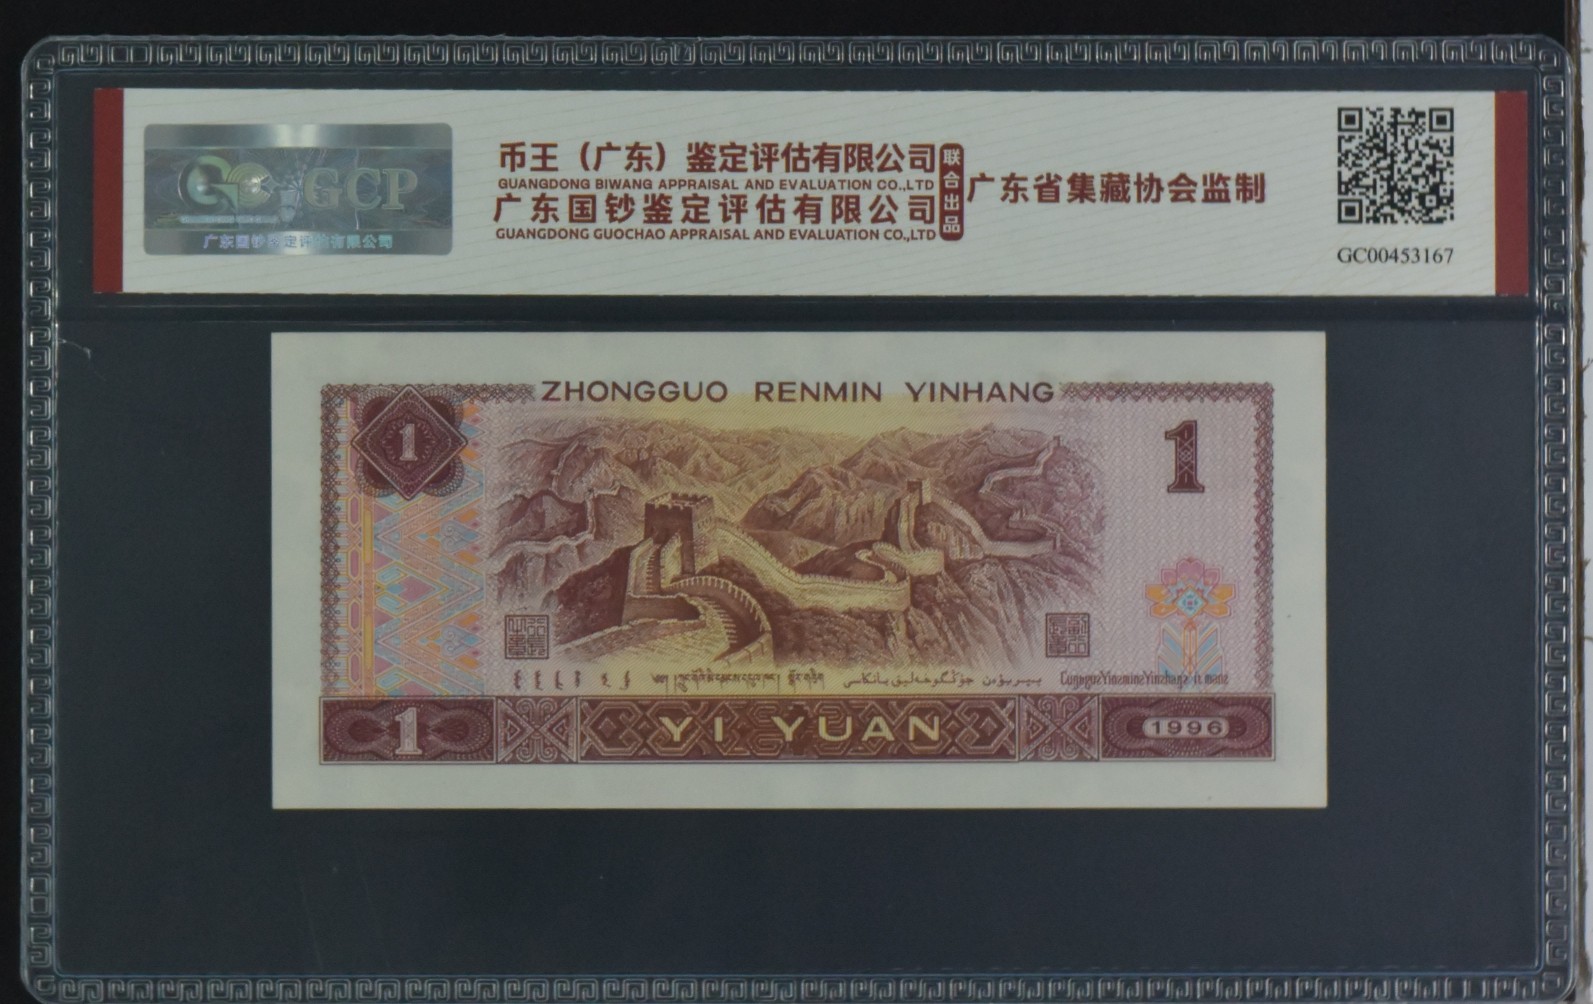 GCP
广东国钞鉴定评估有限公司
币王（广东）鉴定评估有限公司
GUANGDONG BIWANG APPRAISAL AND EVALUATION CO.,LTD
广东国钞鉴定评估有限公司
GUANGDONG GUOCHAO APPRAISAL AND EVALUATION CO.,LTD
联合出品
广东省集藏协会监制
GC00453167
ZHONGGUO RENMIN YINHANG
1
1
1
YI YUAN
1996